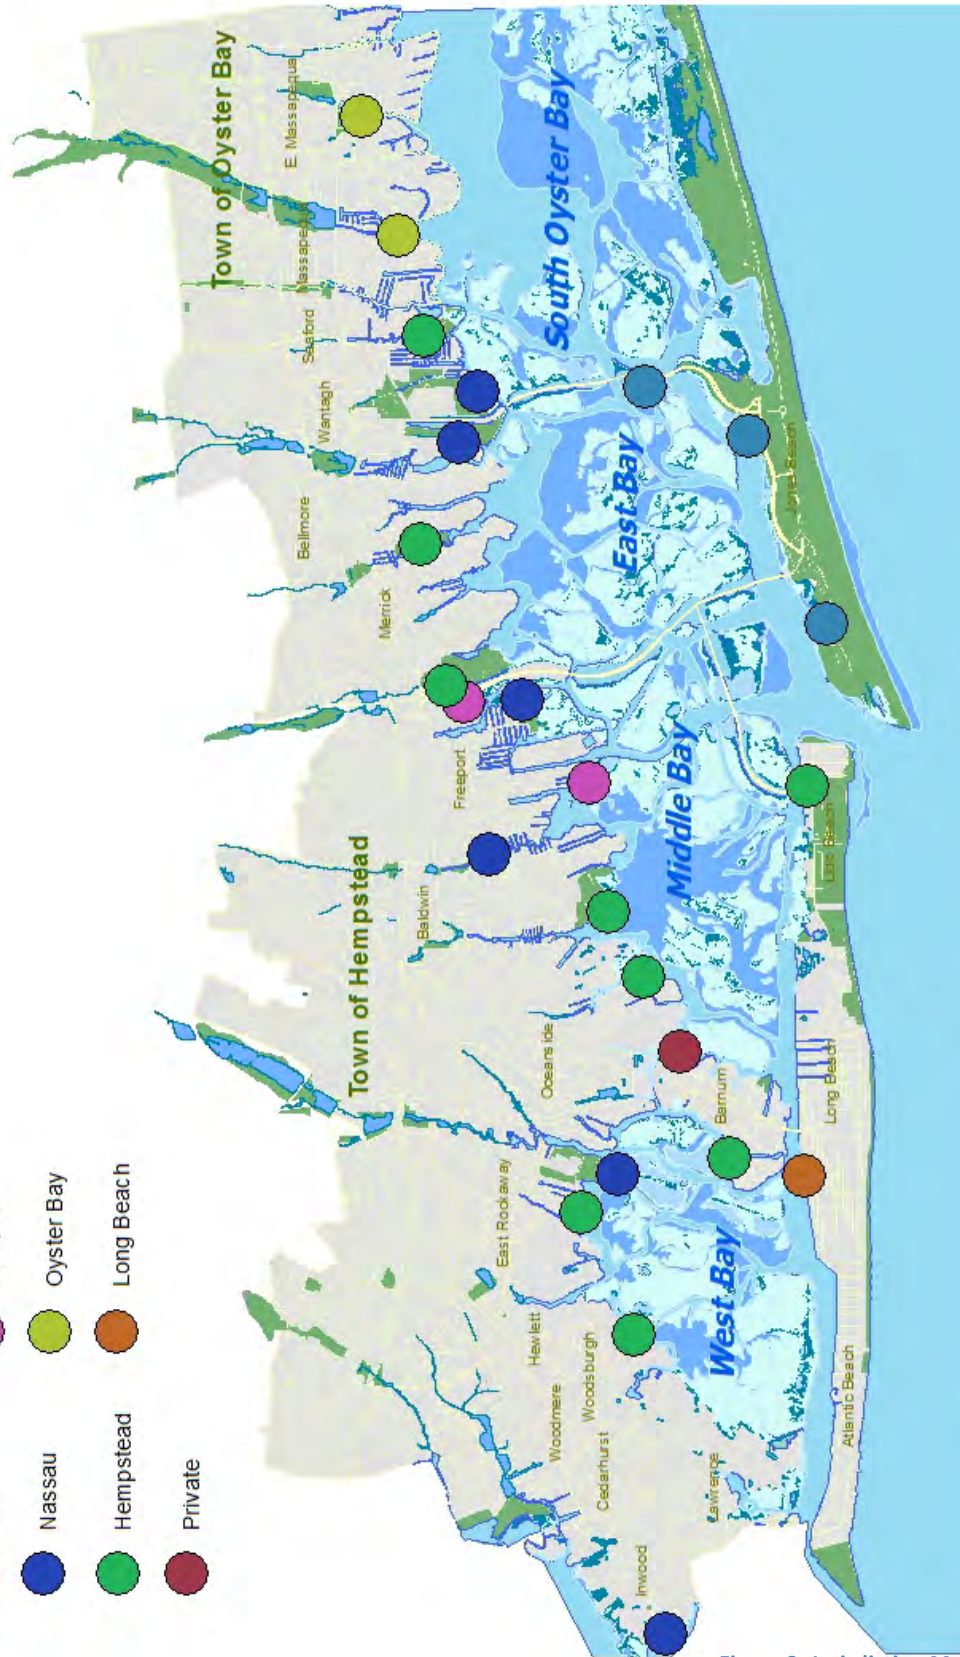 Nassau
Oyster Bay
Hempstead
Long Beach
Private
Town of Oyster Bay
E. Massapequa
Massapequa
Seaford
Wantagh
Bellmore
Merrick
Freeport
Town of Hempstead
Baldwin
Oceanside
East Rockaway
Hewlett
Woodsburgh
Woodmere
Cedarhurst
Lawrence
Inwood
Barnum
Long Beach
Lido Beach
Atlantic Beach
Jones Beach
South Oyster Bay
East Bay
Middle Bay
West Bay